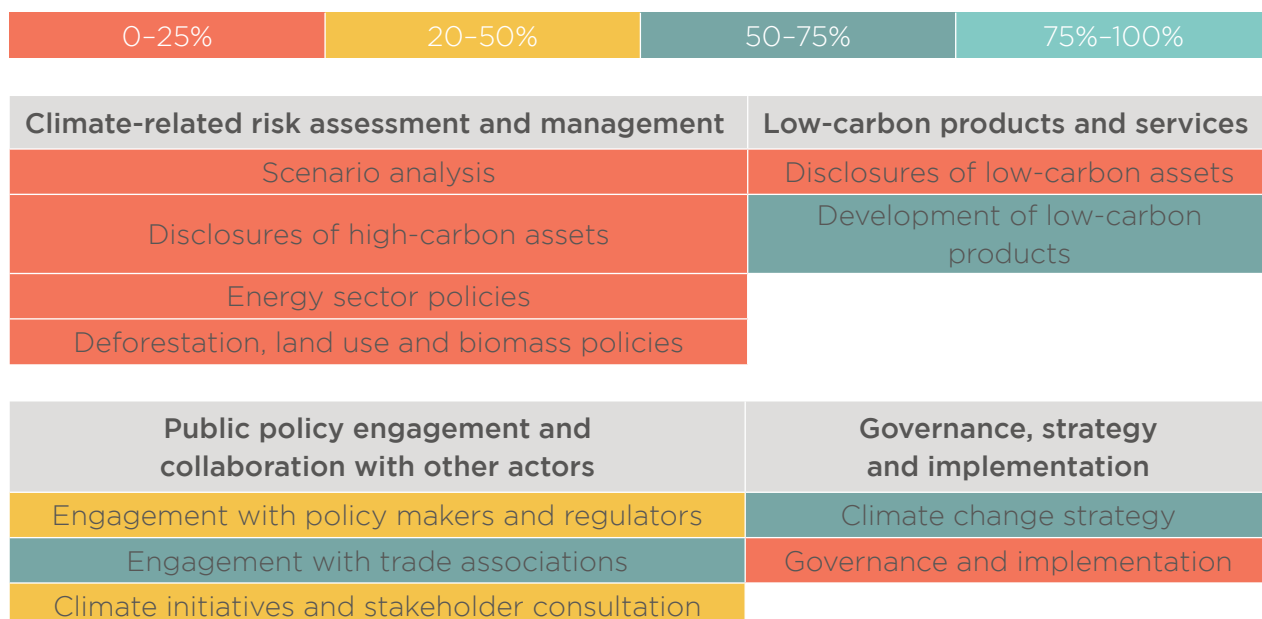 0–25% 20–50% 50–75% 75%–100%
Climate-related risk assessment and management
Scenario analysis
Disclosures of high-carbon assets
Energy sector policies
Deforestation, land use and biomass policies
Low-carbon products and services
Disclosures of low-carbon assets
Development of low-carbon
products
Public policy engagement and
collaboration with other actors
Engagement with policy makers and regulators
Engagement with trade associations
Climate initiatives and stakeholder consultation
Governance, strategy
and implementation
Climate change strategy
Governance and implementation